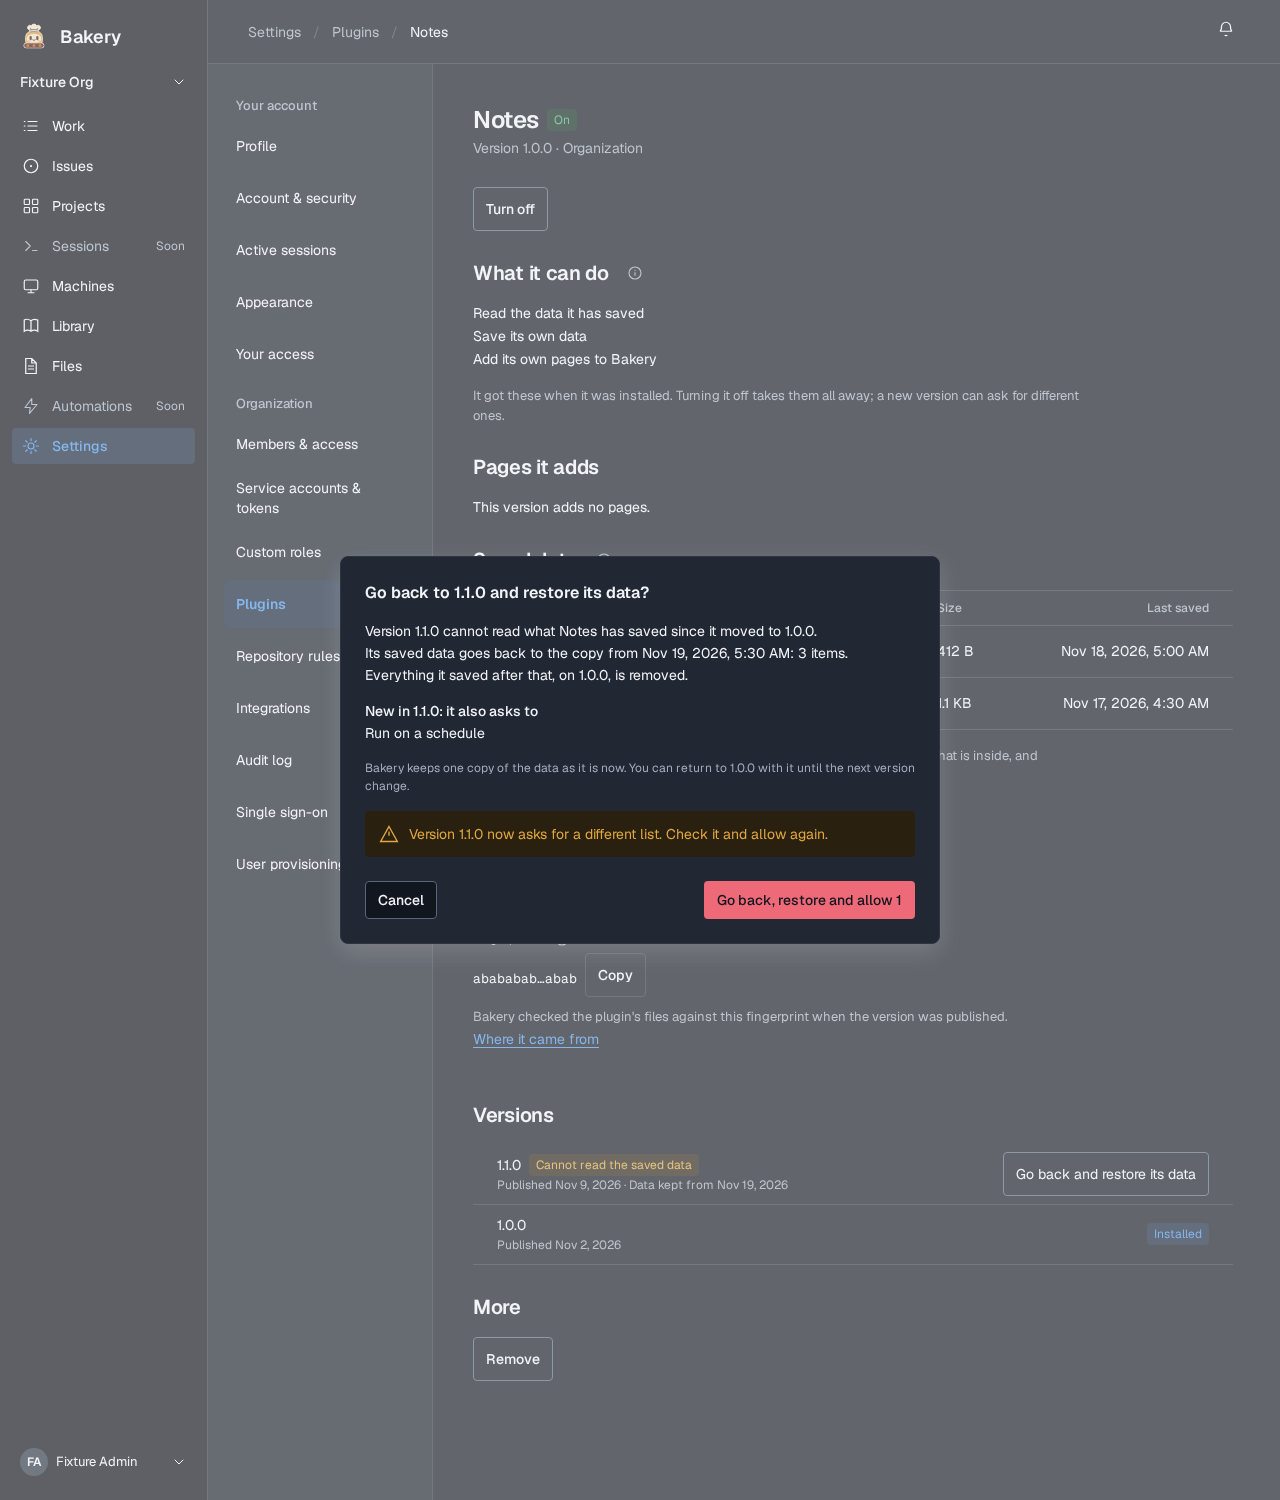 Bakery
Settings / Plugins / Notes
Fixture Org
Work
Issues
Projects
Sessions Soon
Machines
Library
Files
Automations Soon
Settings
Your account
Profile
Account & security
Active sessions
Appearance
Your access
Organization
Members & access
Service accounts &
tokens
Custom roles
Plugins
Repository rules
Integrations
Audit log
Single sign-on
User provisioning
Notes On
Version 1.0.0 · Organization
Turn off
What it can do
Read the data it has saved
Save its own data
Add its own pages to Bakery
It got these when it was installed. Turning it off takes them all away; a new version can ask for different
ones.
Pages it adds
This version adds no pages.
Size Last saved
412 B Nov 18, 2026, 5:00 AM
1.1 KB Nov 17, 2026, 4:30 AM
is inside, and
Go back to 1.1.0 and restore its data?
Version 1.1.0 cannot read what Notes has saved since it moved to 1.0.0.
Its saved data goes back to the copy from Nov 19, 2026, 5:30 AM: 3 items.
Everything it saved after that, on 1.0.0, is removed.
New in 1.1.0: it also asks to
Run on a schedule
Bakery keeps one copy of the data as it is now. You can return to 1.0.0 with it until the next version
change.
Version 1.1.0 now asks for a different list. Check it and allow again.
Cancel Go back, restore and allow 1
abababab…abab Copy
Bakery checked the plugin's files against this fingerprint when the version was published.
Where it came from
Versions
1.1.0 Cannot read the saved data
Published Nov 9, 2026 · Data kept from Nov 19, 2026
Go back and restore its data
1.0.0
Published Nov 2, 2026
Installed
More
Remove
FA Fixture Admin